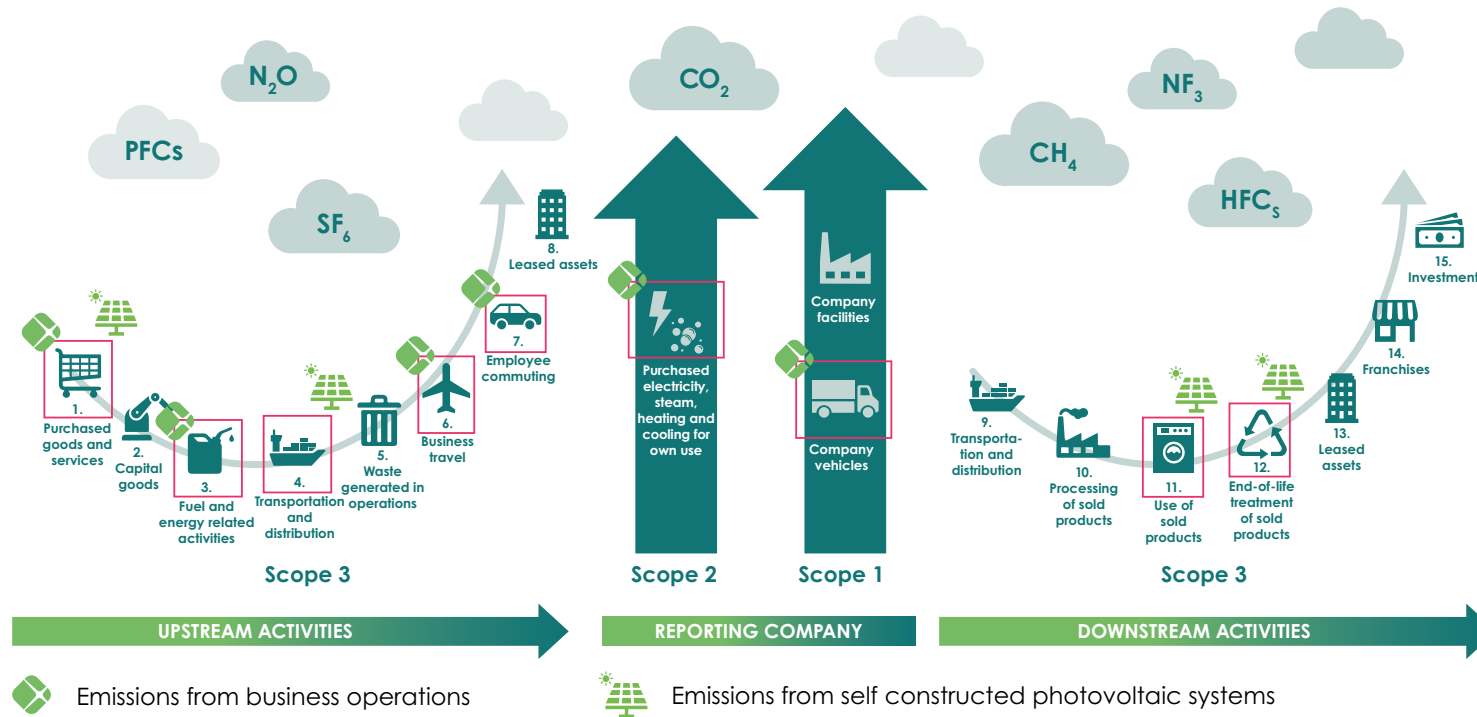 N₂O
PFCs
SF₆
CO₂
CH₄
NF₃
HFCₛ
1.
Purchased
goods and
services
2.
Capital
goods
3.
Fuel and
energy related
activities
4.
Transportation
and
distribution
5.
Waste
generated in
operations
6.
Business
travel
7.
Employee
commuting
8.
Leased assets
Purchased
electricity,
steam,
heating and
cooling for
own use
Company
facilities
Company
vehicles
9.
Transporta-
tion and
distribution
10.
Processing
of sold
products
11.
Use of
sold
products
12.
End-of-life
treatment
of sold
products
13.
Leased
assets
14.
Franchises
15.
Investment
Scope 3
Scope 2
Scope 1
Scope 3
UPSTREAM ACTIVITIES
REPORTING COMPANY
DOWNSTREAM ACTIVITIES
Emissions from business operations
Emissions from self constructed photovoltaic systems